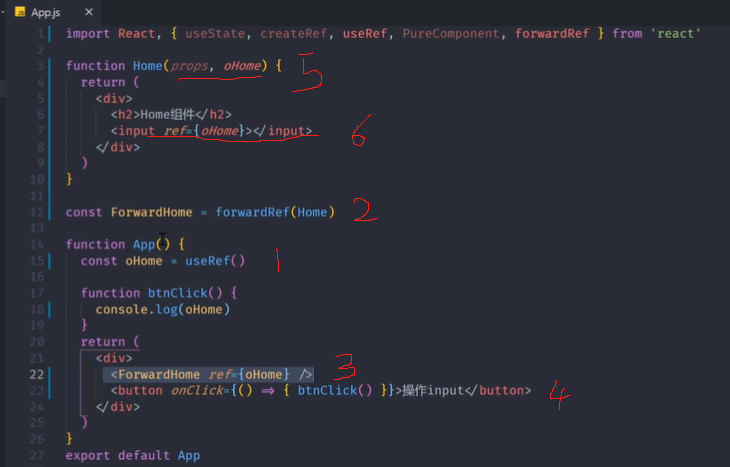 App.js ×
1 import React, { useState, createRef, useRef, PureComponent, forwardRef } from 'react'
2
3 function Home(props, oHome) { 5
4 return (
5 <div>
6 <h2>Home组件</h2>
7 <input ref={oHome}></input> 6
8 </div>
9 )
10 }
11
12 const ForwardHome = forwardRef(Home) 2
13
14 function App() {
15 const oHome = useRef() 1
16
17 function btnClick() {
18 console.log(oHome)
19 }
20 return (
21 <div>
22 <ForwardHome ref={oHome} /> 3
23 <button onClick={() => { btnClick() }}>操作input</button> 4
24 </div>
25 )
26 }
27 export default App